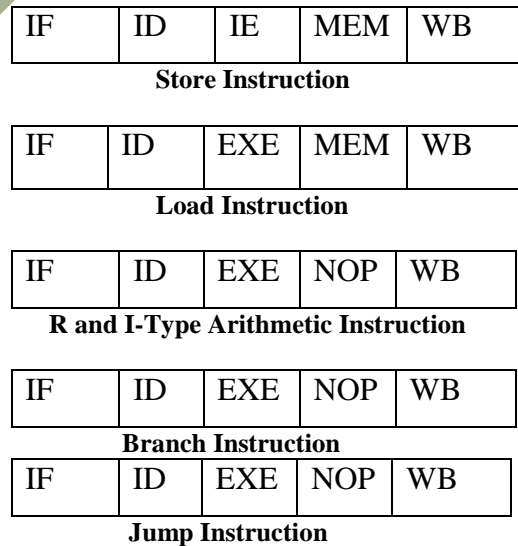 IF ID IE MEM WB
Store Instruction
IF ID EXE MEM WB
Load Instruction
IF ID EXE NOP WB
R and I-Type Arithmetic Instruction
IF ID EXE NOP WB
Branch Instruction
IF ID EXE NOP WB
Jump Instruction